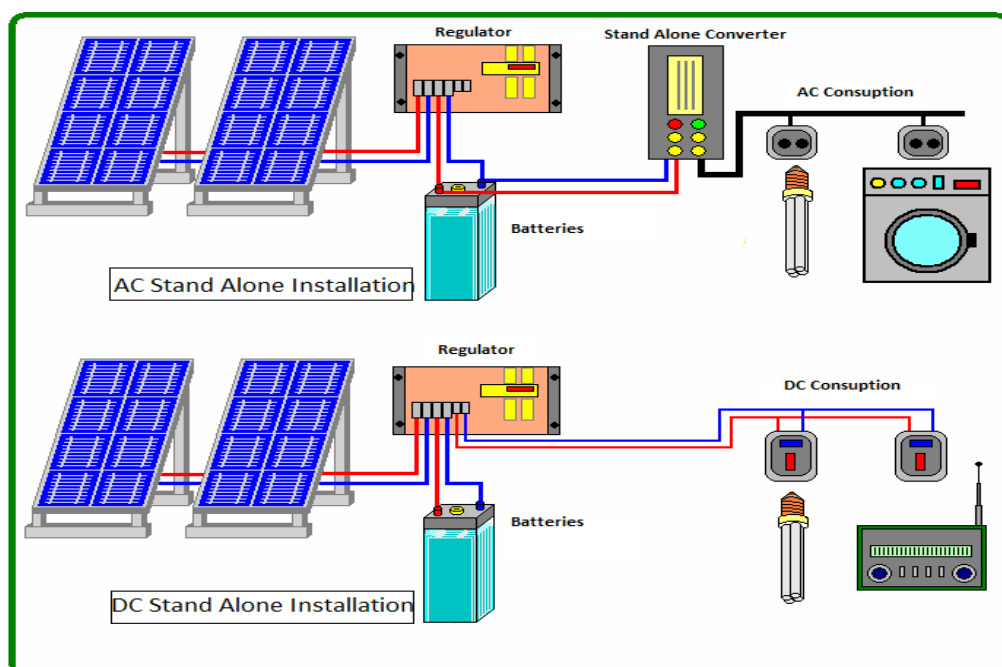 Regulator
Stand Alone Converter
AC Consuption
Batteries
AC Stand Alone Installation
Regulator
DC Consuption
Batteries
DC Stand Alone Installation